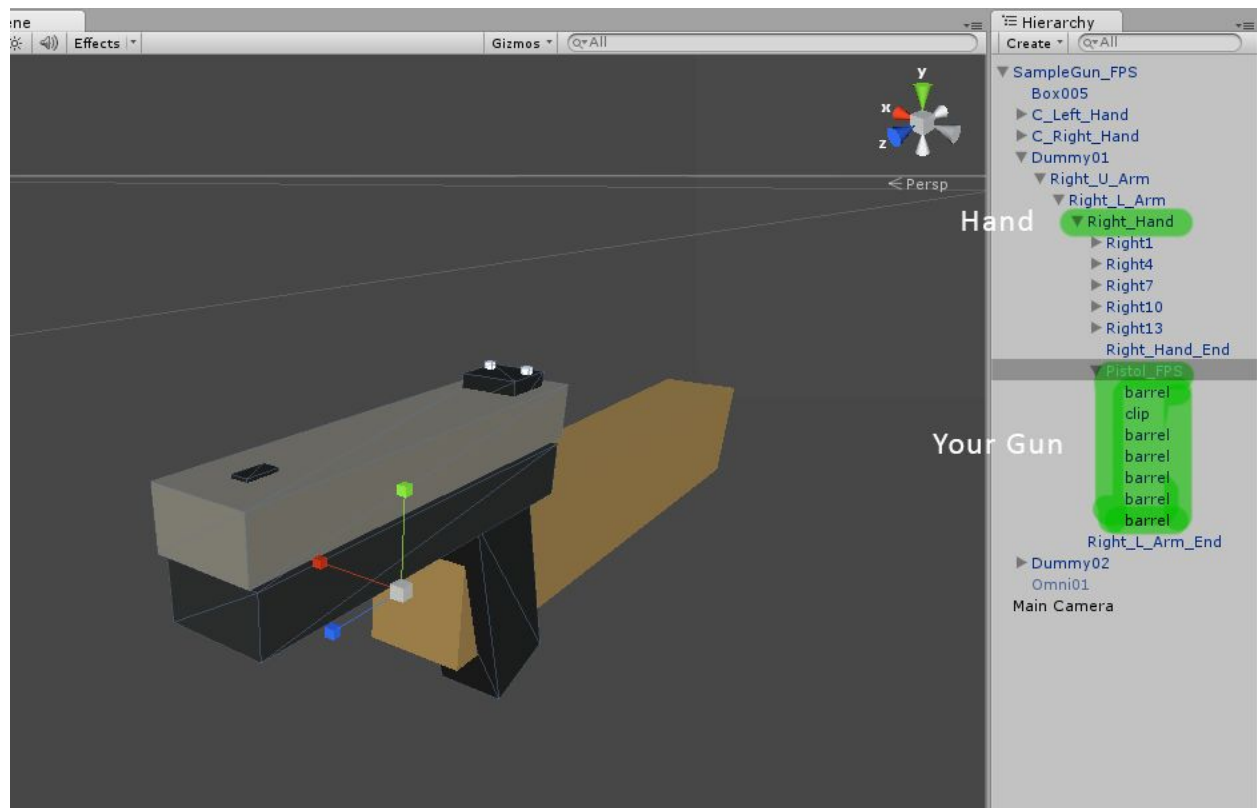 ene
Effects
Gizmos
All
y
x
z
Persp
Hand
Your Gun
Hierarchy
Create
All
SampleGun_FPS
Box005
C_Left_Hand
C_Right_Hand
Dummy01
Right_U_Arm
Right_L_Arm
Right_Hand
Right1
Right4
Right7
Right10
Right13
Right_Hand_End
Pistol_FPS
barrel
clip
barrel
barrel
barrel
barrel
barrel
Right_L_Arm_End
Dummy02
Omni01
Main Camera